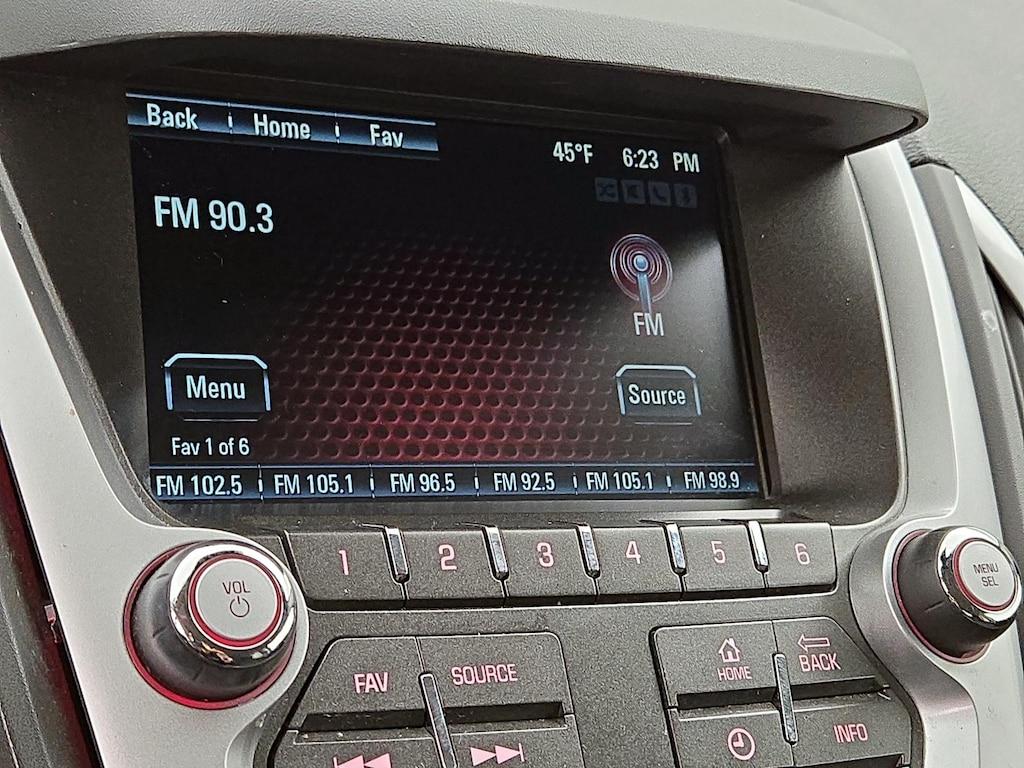 Back Home Fav
45°F 6:23 PM
FM 90.3
FM
Menu
Source
Fav 1 of 6
FM 102.5 FM 105.1 FM 96.5 FM 92.5 FM 105.1 FM 98.9
1 2 3 4 5 6
VOL
MENU
SEL
FAV SOURCE
HOME BACK
INFO